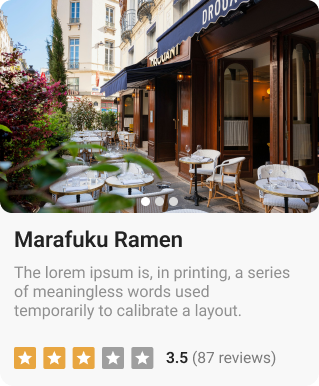 DROUANT
DROUANT
Marafuku Ramen
The lorem ipsum is, in printing, a series
of meaningless words used
temporarily to calibrate a layout.
3.5 (87 reviews)